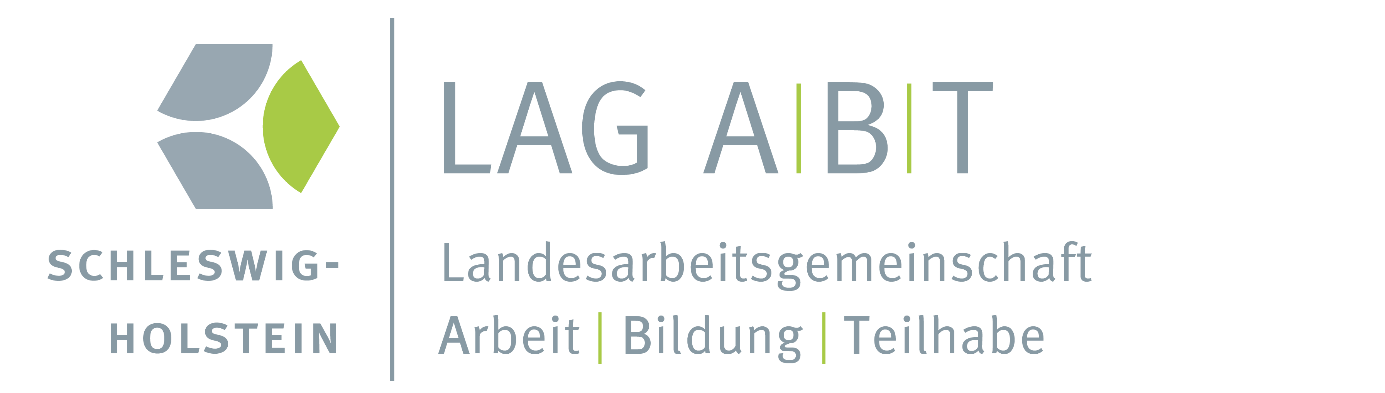 SCHLESWIG-
HOLSTEIN
LAG A|B|T
Landesarbeitsgemeinschaft
Arbeit | Bildung | Teilhabe